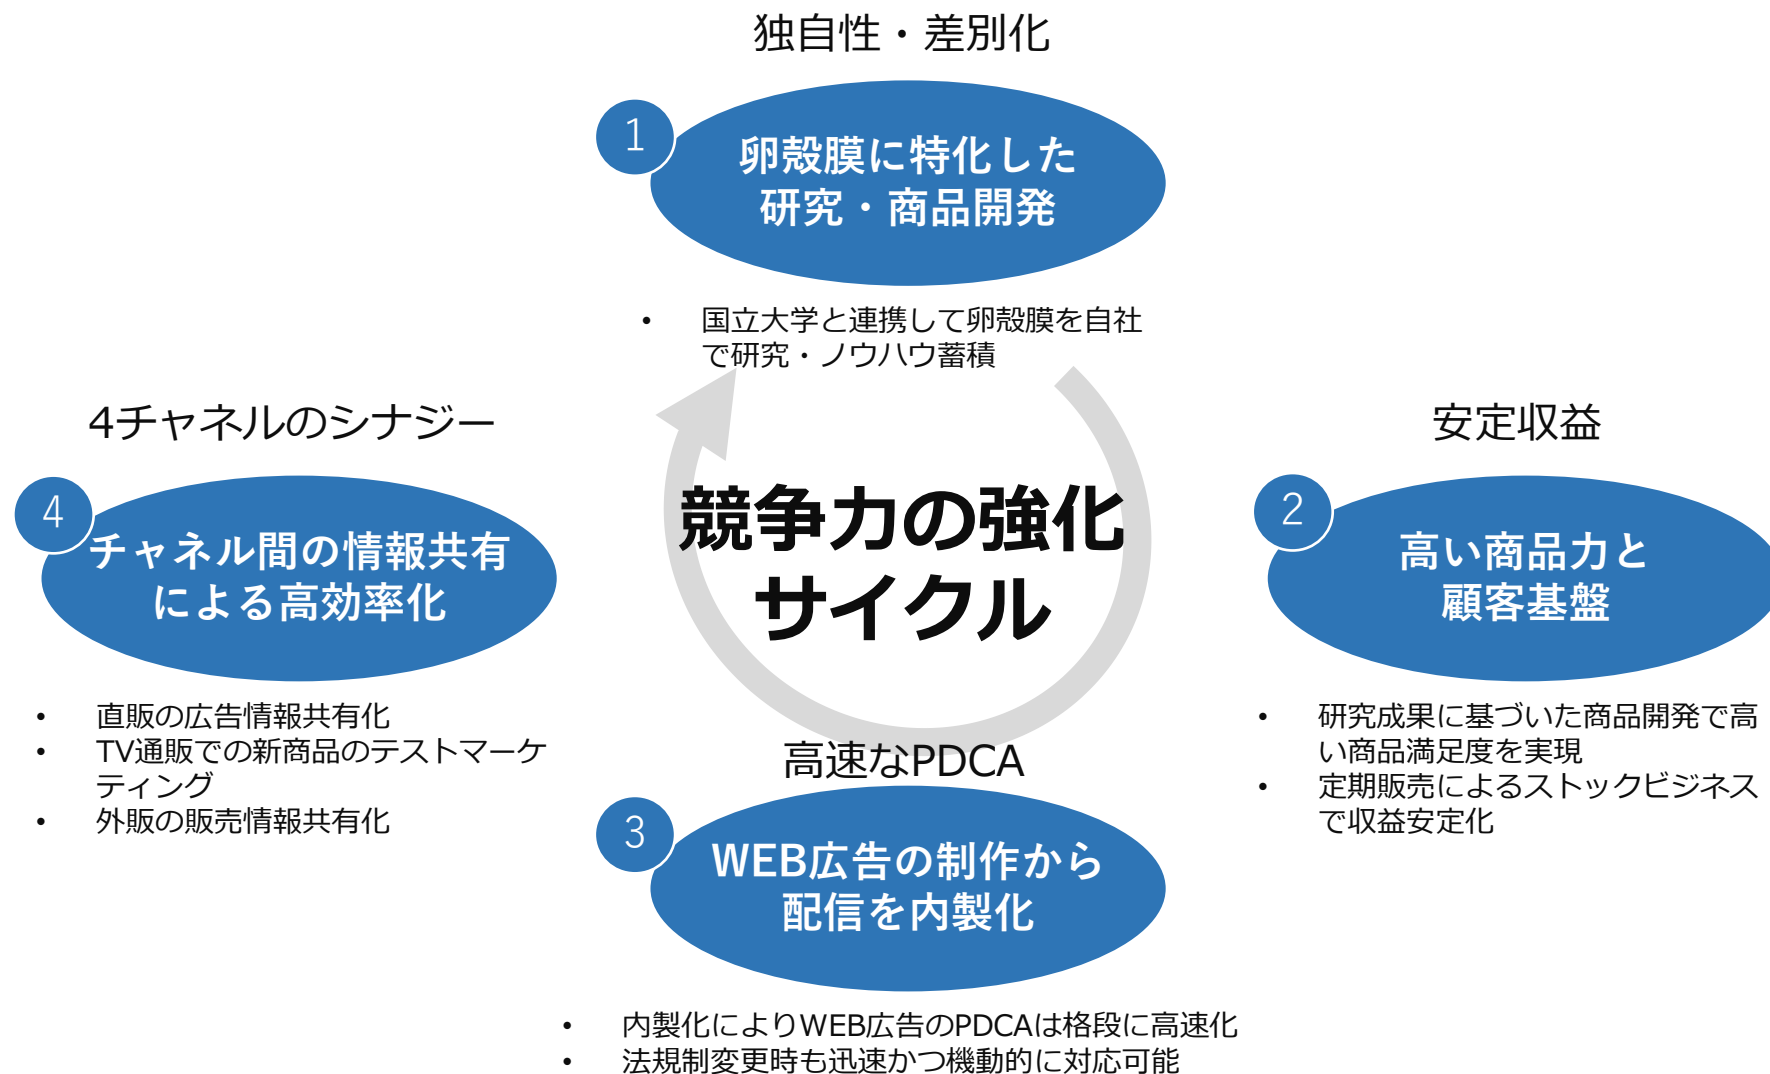 独自性・差別化
1
卵殻膜に特化した
研究・商品開発
• 国立大学と連携して卵殻膜を自社
で研究・ノウハウ蓄積
競争力の強化
サイクル
安定収益
2
高い商品力と
顧客基盤
• 研究成果に基づいた商品開発で高
い商品満足度を実現
• 定期販売によるストックビジネス
で収益安定化
高速なPDCA
3
WEB広告の制作から
配信を内製化
• 内製化によりWEB広告のPDCAは格段に高速化
• 法規制変更時も迅速かつ機動的に対応可能
4チャネルのシナジー
4
チャネル間の情報共有
による高効率化
• 直販の広告情報共有化
• TV通販での新商品のテストマーケ
ティング
• 外販の販売情報共有化